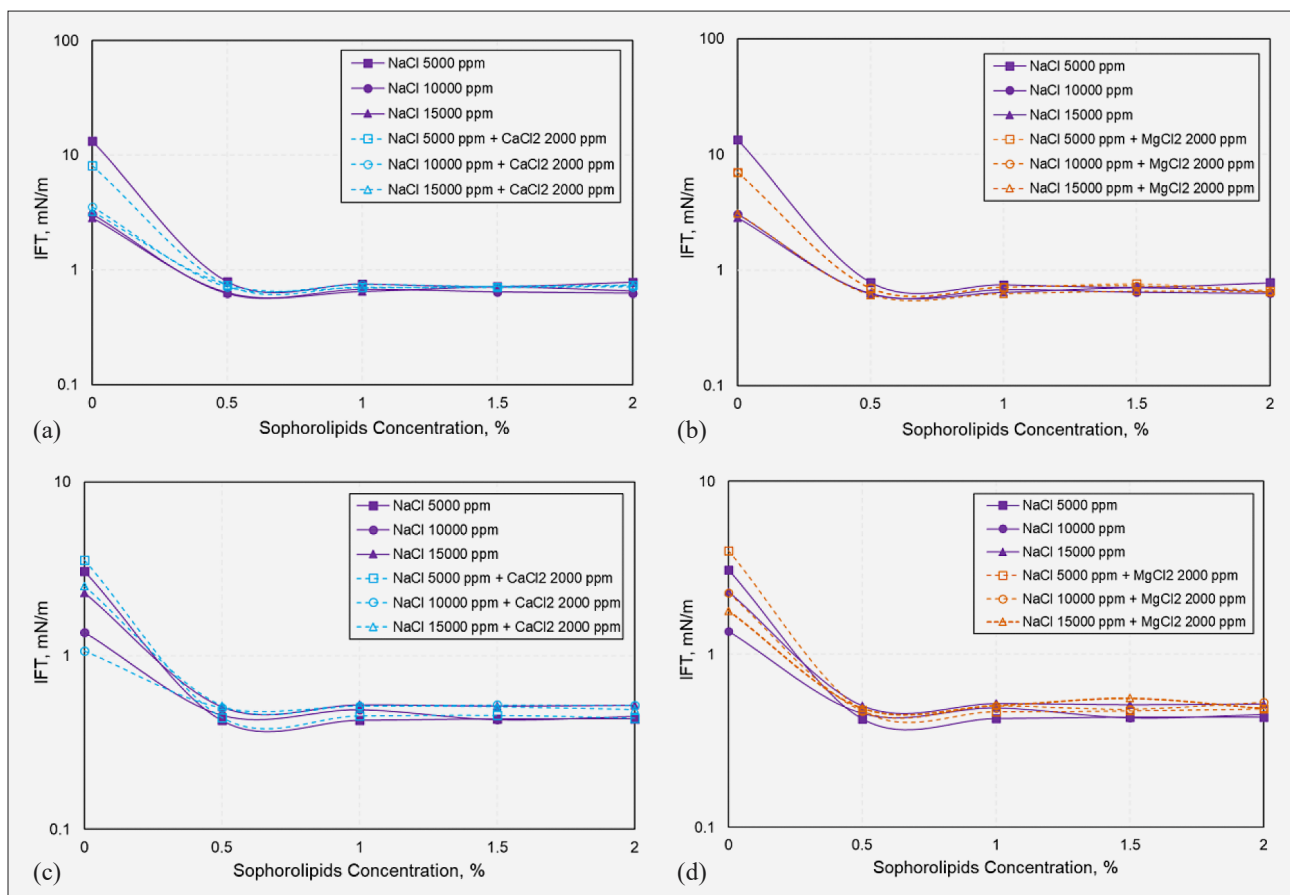 100
10
1
0.1
IFT, mN/m
NaCl 5000 ppm
NaCl 10000 ppm
NaCl 15000 ppm
NaCl 5000 ppm + CaCl2 2000 ppm
NaCl 10000 ppm + CaCl2 2000 ppm
NaCl 15000 ppm + CaCl2 2000 ppm
0 0.5 1 1.5 2
(a) Sophorolipids Concentration, %
100
10
1
0.1
IFT, mN/m
NaCl 5000 ppm
NaCl 10000 ppm
NaCl 15000 ppm
NaCl 5000 ppm + MgCl2 2000 ppm
NaCl 10000 ppm + MgCl2 2000 ppm
NaCl 15000 ppm + MgCl2 2000 ppm
0 0.5 1 1.5 2
(b) Sophorolipids Concentration, %
10
1
0.1
IFT, mN/m
NaCl 5000 ppm
NaCl 10000 ppm
NaCl 15000 ppm
NaCl 5000 ppm + CaCl2 2000 ppm
NaCl 10000 ppm + CaCl2 2000 ppm
NaCl 15000 ppm + CaCl2 2000 ppm
0 0.5 1 1.5 2
(c) Sophorolipids Concentration, %
10
1
0.1
IFT, mN/m
NaCl 5000 ppm
NaCl 10000 ppm
NaCl 15000 ppm
NaCl 5000 ppm + MgCl2 2000 ppm
NaCl 10000 ppm + MgCl2 2000 ppm
NaCl 15000 ppm + MgCl2 2000 ppm
0 0.5 1 1.5 2
(d) Sophorolipids Concentration, %